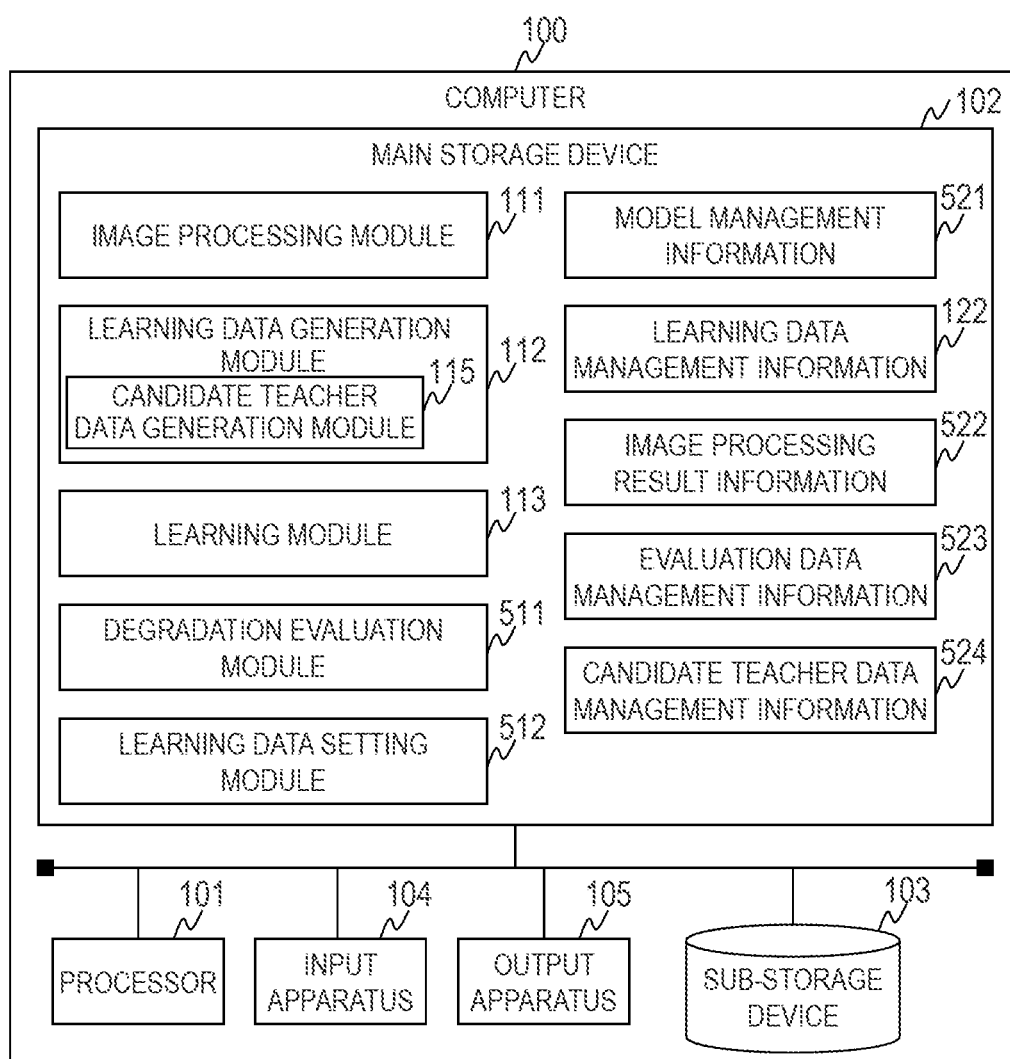 100
COMPUTER
102
MAIN STORAGE DEVICE
111
IMAGE PROCESSING MODULE
LEARNING DATA GENERATION
MODULE
112
115
CANDIDATE TEACHER
DATA GENERATION MODULE
113
LEARNING MODULE
511
DEGRADATION EVALUATION
MODULE
512
LEARNING DATA SETTING
MODULE
521
MODEL MANAGEMENT
INFORMATION
122
LEARNING DATA
MANAGEMENT INFORMATION
522
IMAGE PROCESSING
RESULT INFORMATION
523
EVALUATION DATA
MANAGEMENT INFORMATION
524
CANDIDATE TEACHER DATA
MANAGEMENT INFORMATION
101
PROCESSOR
104
INPUT
APPARATUS
105
OUTPUT
APPARATUS
103
SUB-STORAGE
DEVICE